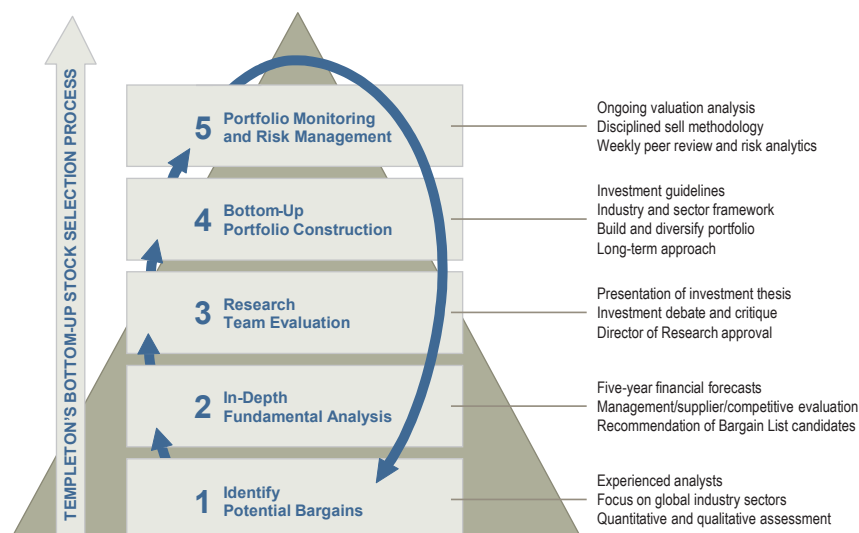 TEMPLETON'S BOTTOM-UP STOCK SELECTION PROCESS
5 Portfolio Monitoring
and Risk Management
Ongoing valuation analysis
Disciplined sell methodology
Weekly peer review and risk analytics
4 Bottom-Up
Portfolio Construction
Investment guidelines
Industry and sector framework
Build and diversify portfolio
Long-term approach
3 Research
Team Evaluation
Presentation of investment thesis
Investment debate and critique
Director of Research approval
2 In-Depth
Fundamental Analysis
Five-year financial forecasts
Management/supplier/competitive evaluation
Recommendation of Bargain List candidates
1 Identify
Potential Bargains
Experienced analysts
Focus on global industry sectors
Quantitative and qualitative assessment